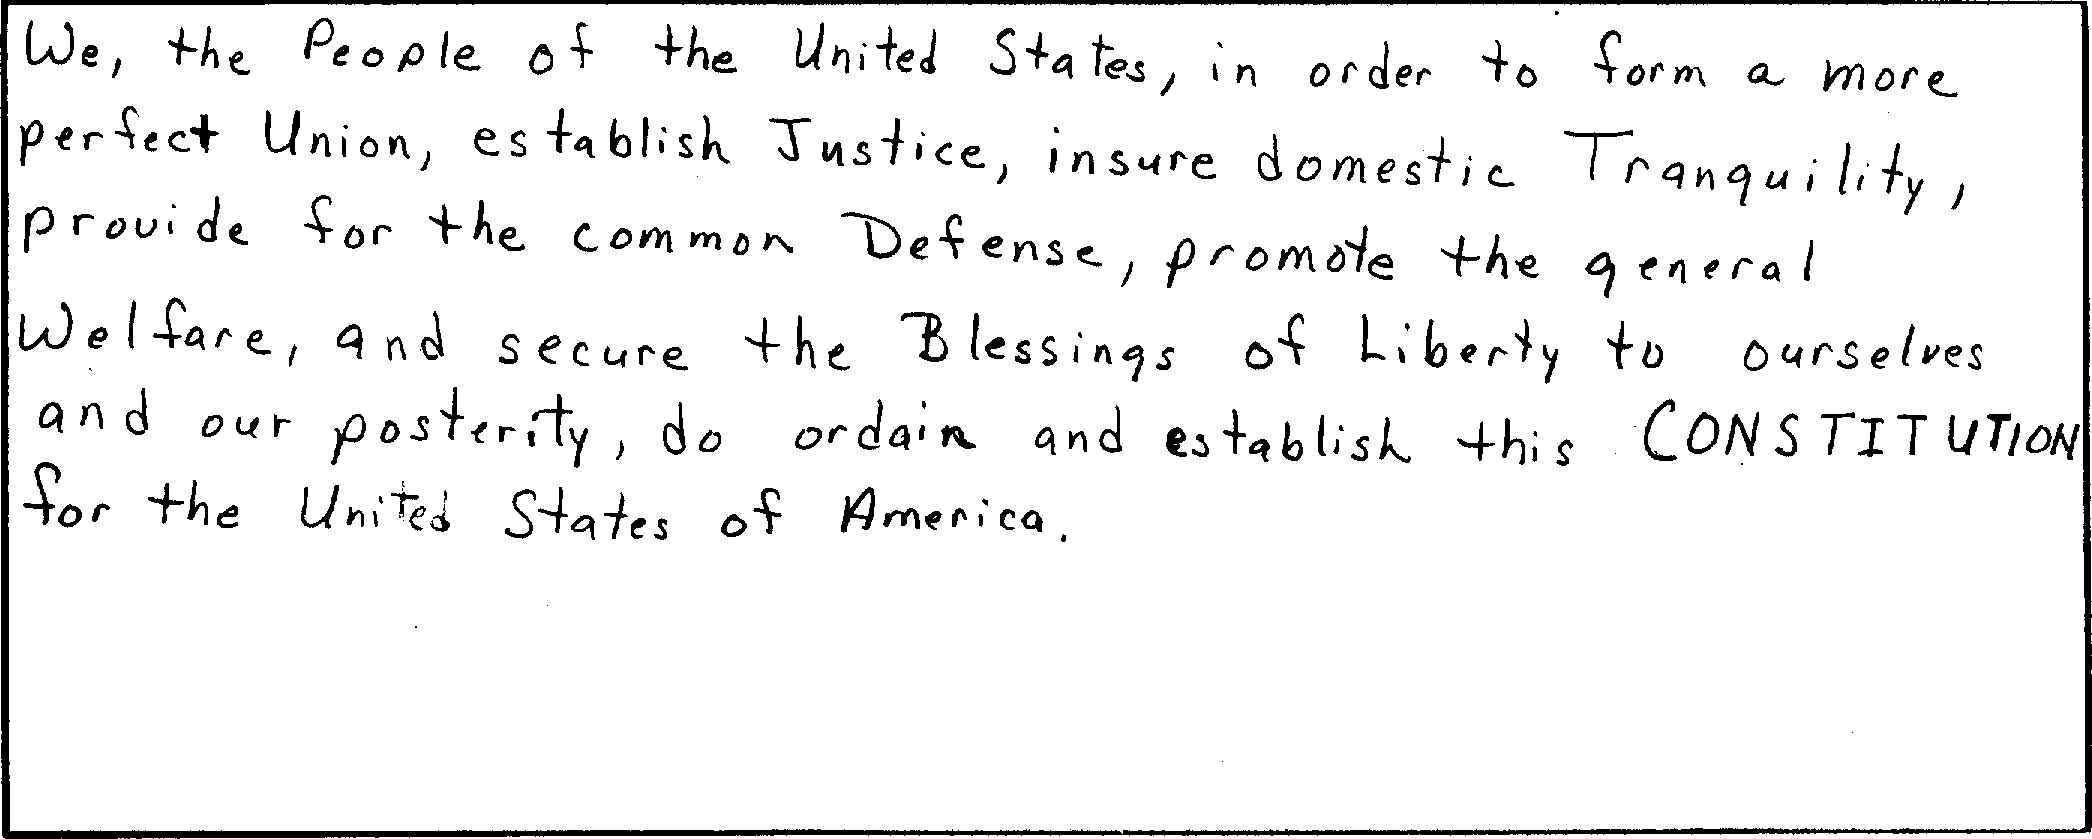 We, the People of the United States, in order to form a more
perfect Union, establish Justice, insure domestic Tranquility,
provide for the common Defense, promote the general
Welfare, and secure the Blessings of Liberty to ourselves
and our posterity, do ordain and establish this CONSTITUTION
for the United States of America.